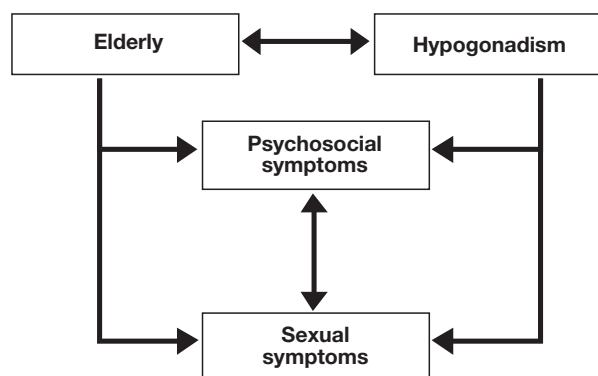 Elderly
Hypogonadism
Psychosocial
symptoms
Sexual
symptoms